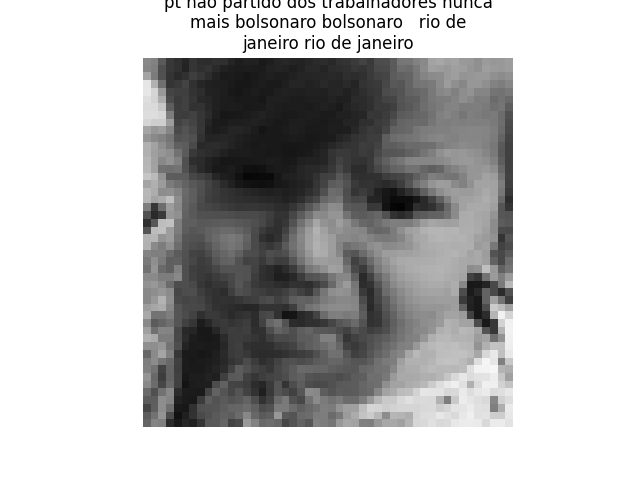 pt não partido dos trabalhadores nunca
mais bolsonaro bolsonaro   rio de
janeiro rio de janeiro